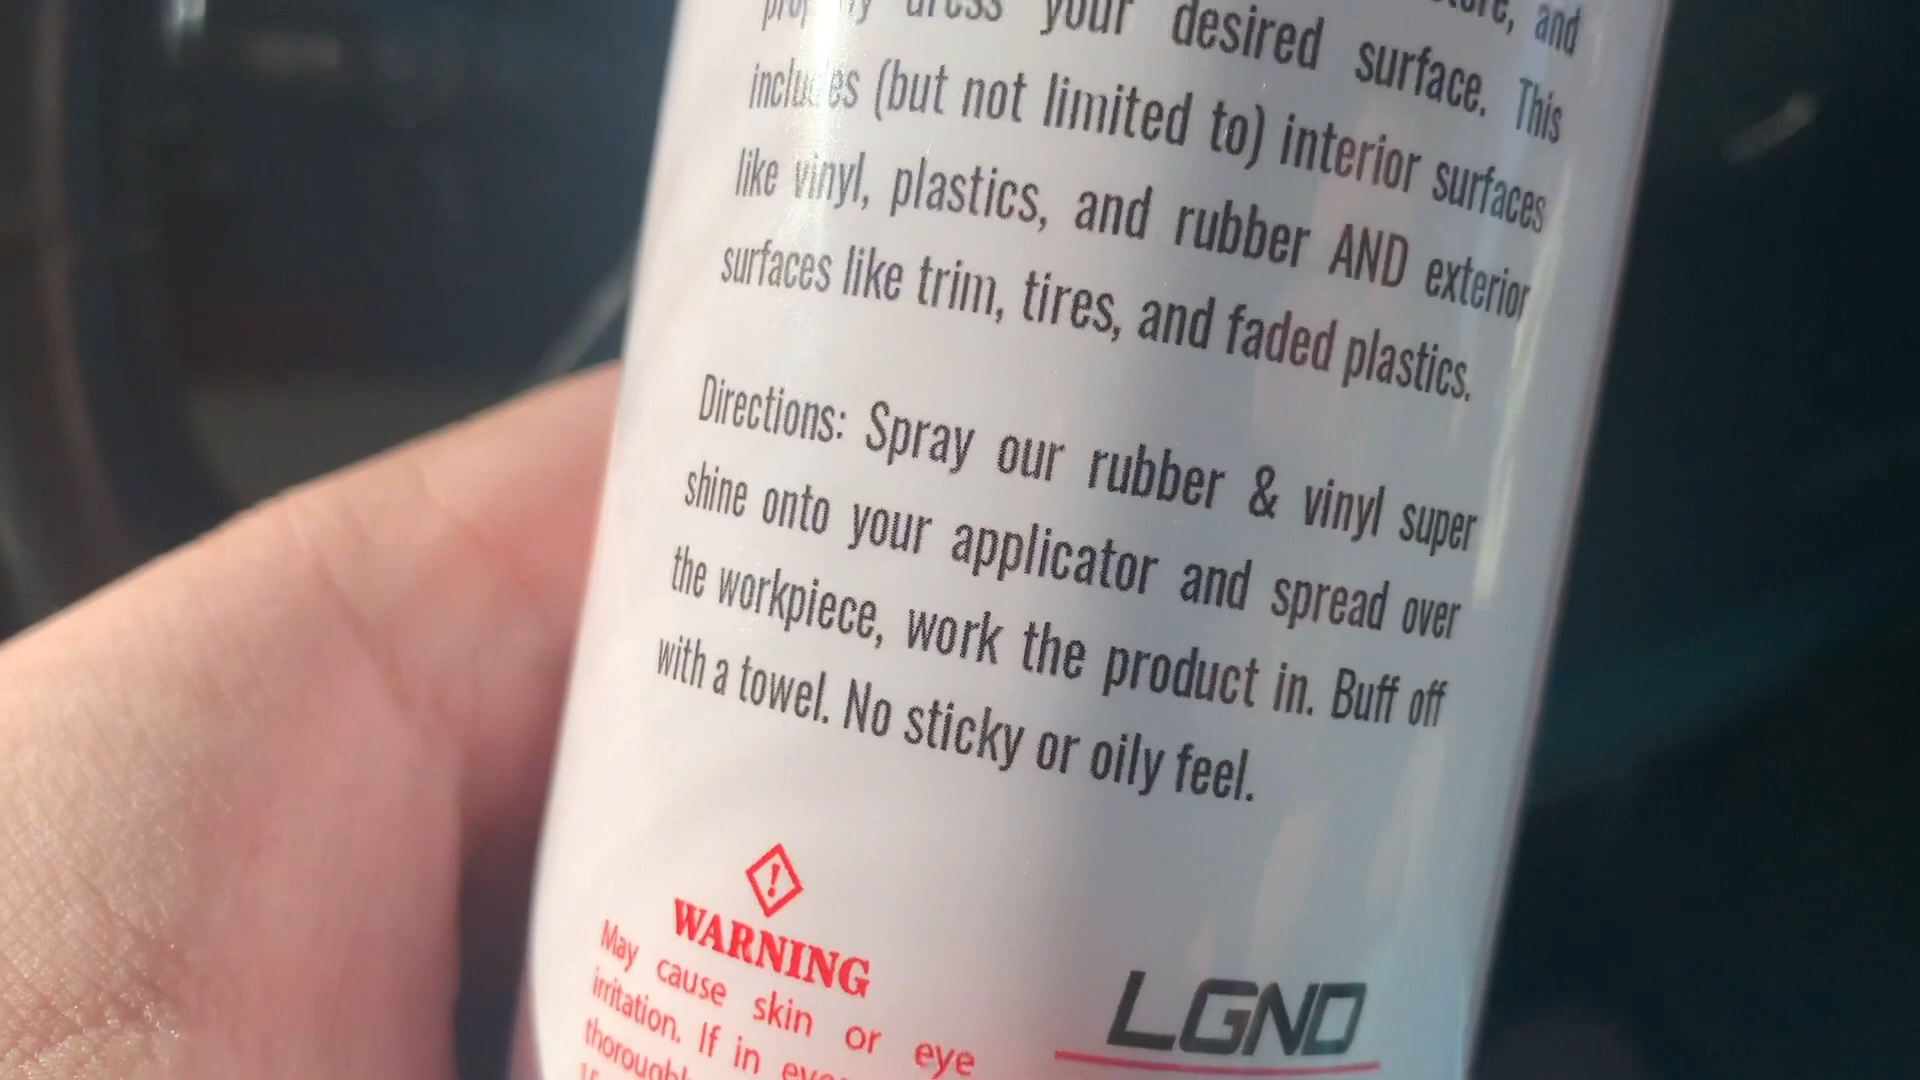 dress your desired surface. This
includes (but not limited to) interior surfaces
like vinyl, plastics, and rubber AND exterior
surfaces like trim, tires, and faded plastics.
Directions: Spray our rubber & vinyl super
shine onto your applicator and spread over
the workpiece, work the product in. Buff off
with a towel. No sticky or oily feel.
WARNING
May cause skin or eye
irritation. If in
LGND